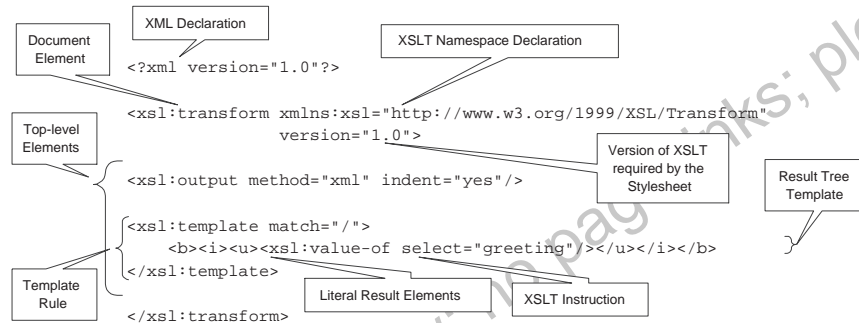 XML Declaration
Document
Element
XSLT Namespace Declaration
<?xml version="1.0"?>
<xsl:transform xmlns:xsl="http://www.w3.org/1999/XSL/Transform"
version="1.0">
Top-level
Elements
Version of XSLT
required by the
Stylesheet
<xsl:output method="xml" indent="yes"/>
Result Tree
Template
<xsl:template match="/">
<b><i><u><xsl:value-of select="greeting"/></u></i></b>
</xsl:template>
Template
Rule
Literal Result Elements
XSLT Instruction
</xsl:transform>